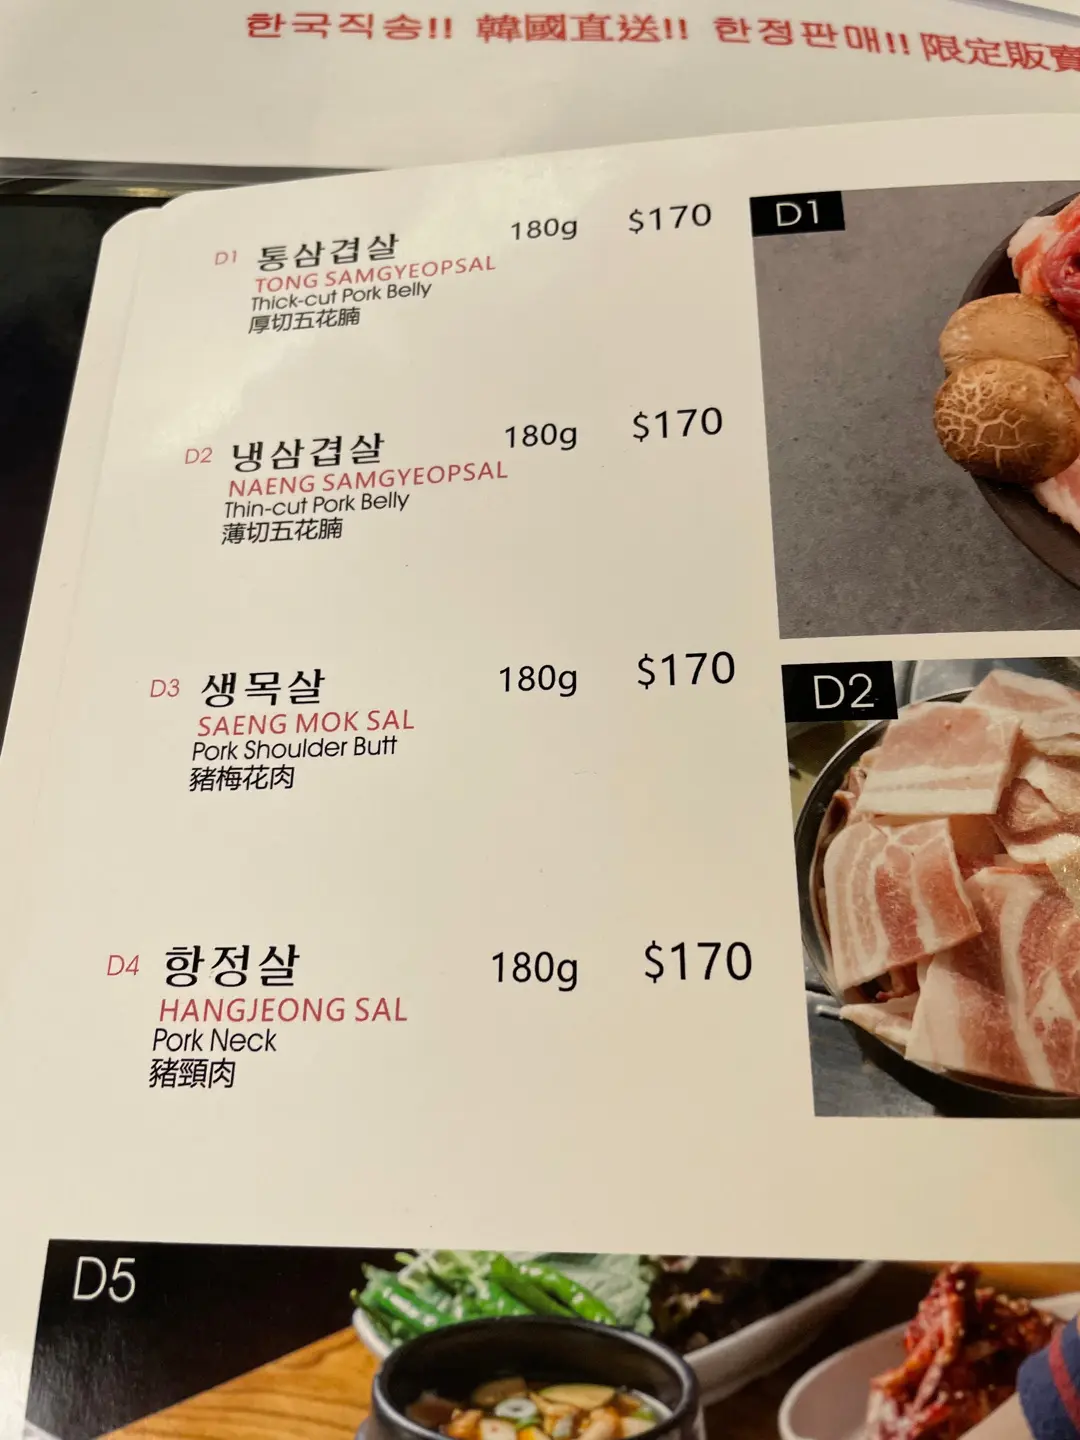 한국직송!! 韓國直送!! 한정판매!! 限定販賣
D1 통삼겹살 180g $170
TONG SAMGYEOPSAL
Thick-cut Pork Belly
厚切五花腩
D1
D2 냉삼겹살 180g $170
NAENG SAMGYEOPSAL
Thin-cut Pork Belly
薄切五花腩
D3 생목살 180g $170
SAENG MOK SAL
Pork Shoulder Butt
豬梅花肉
D2
D4 항정살 180g $170
HANGJEONG SAL
Pork Neck
豬頸肉
D5